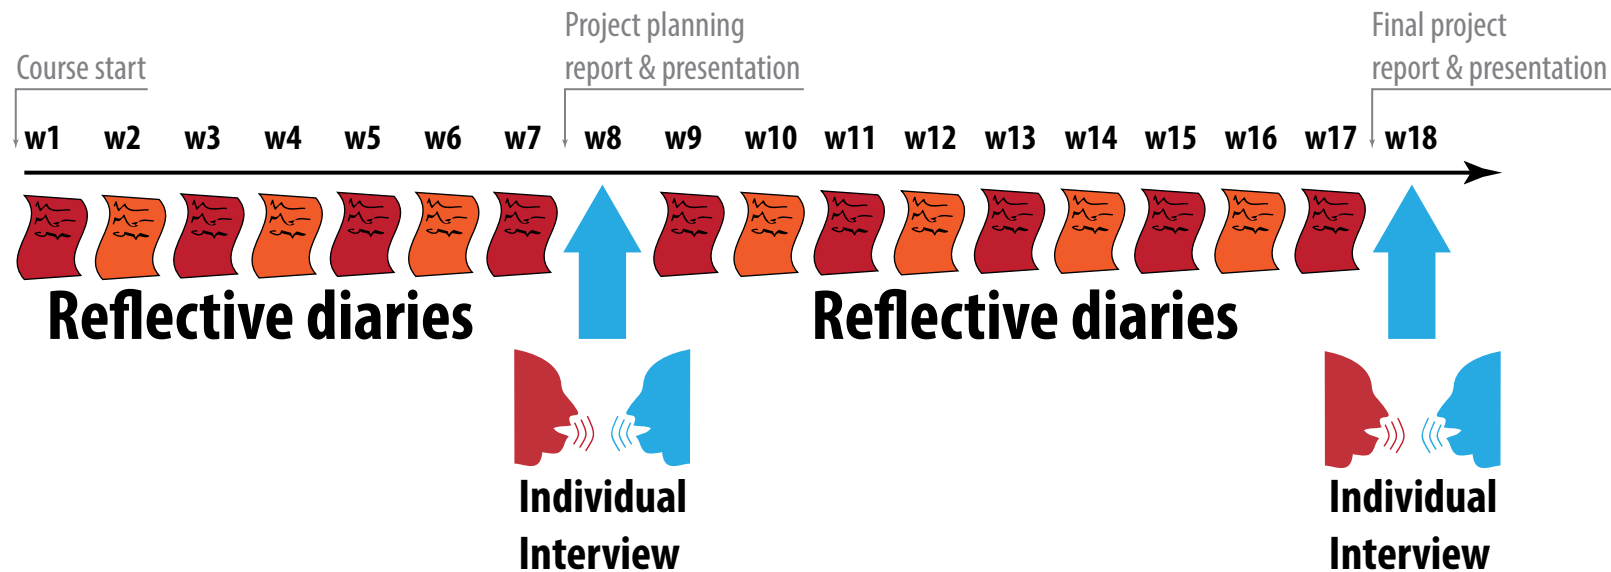 Course start
Project planning
report & presentation
Final project
report & presentation
w1 w2 w3 w4 w5 w6 w7 w8 w9 w10 w11 w12 w13 w14 w15 w16 w17 w18
Reflective diaries
Reflective diaries
Individual
Interview
Individual
Interview